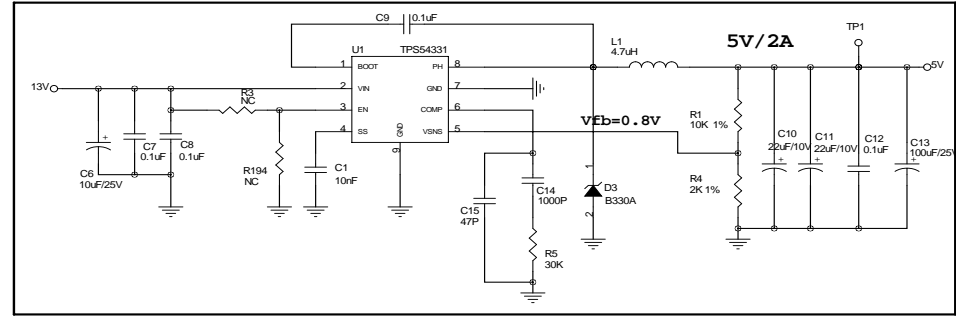 C9 0.1uF
TP1
L1
4.7uH
5V/2A
U1 TPS54331
1 BOOT PH 8
5V
13V
2 VIN GND 7
R3
NC
3 EN COMP 6
Vfb=0.8V
R1
10K 1%
4 SS VSNS 5
GND
9
C7
0.1uF
C8
0.1uF
C6
10uF/25V
R194
NC
C1
10nF
C14
1000P
C15
47P
R5
30K
1
D3
B330A
2
R4
2K 1%
C10
22uF/10V
C11
22uF/10V
C12
0.1uF
C13
100uF/25V